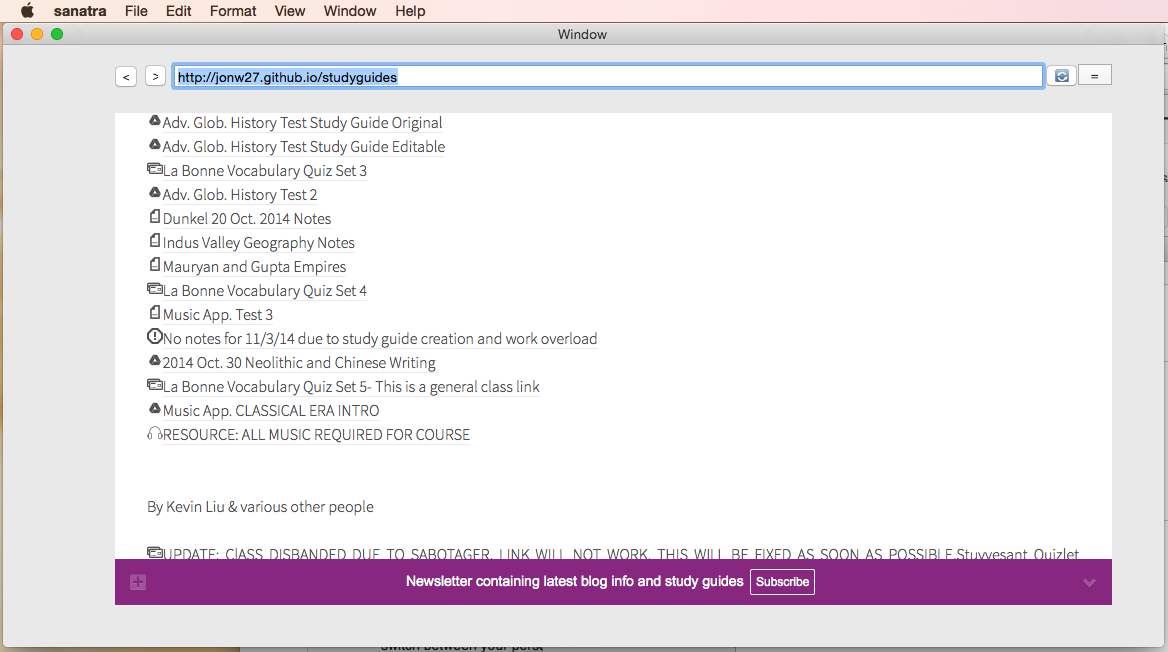 sanatra File Edit Format View Window Help
Window
< > http://jonw27.github.io/studyguides =
Adv. Glob. History Test Study Guide Original
Adv. Glob. History Test Study Guide Editable
La Bonne Vocabulary Quiz Set 3
Adv. Glob. History Test 2
Dunkel 20 Oct. 2014 Notes
Indus Valley Geography Notes
Mauryan and Gupta Empires
La Bonne Vocabulary Quiz Set 4
Music App. Test 3
No notes for 11/3/14 due to study guide creation and work overload
2014 Oct. 30 Neolithic and Chinese Writing
La Bonne Vocabulary Quiz Set 5- This is a general class link
Music App. CLASSICAL ERA INTRO
RESOURCE: ALL MUSIC REQUIRED FOR COURSE
By Kevin Liu & various other people
UPDATE: ClASS DISBANDED DUE TO SABOTAGER. LINK WILL NOT WORK. THIS WILL BE FIXED AS SOON AS POSSIBLE.Stuyvesant Quizlet
Newsletter containing latest blog info and study guides Subscribe
switch between your